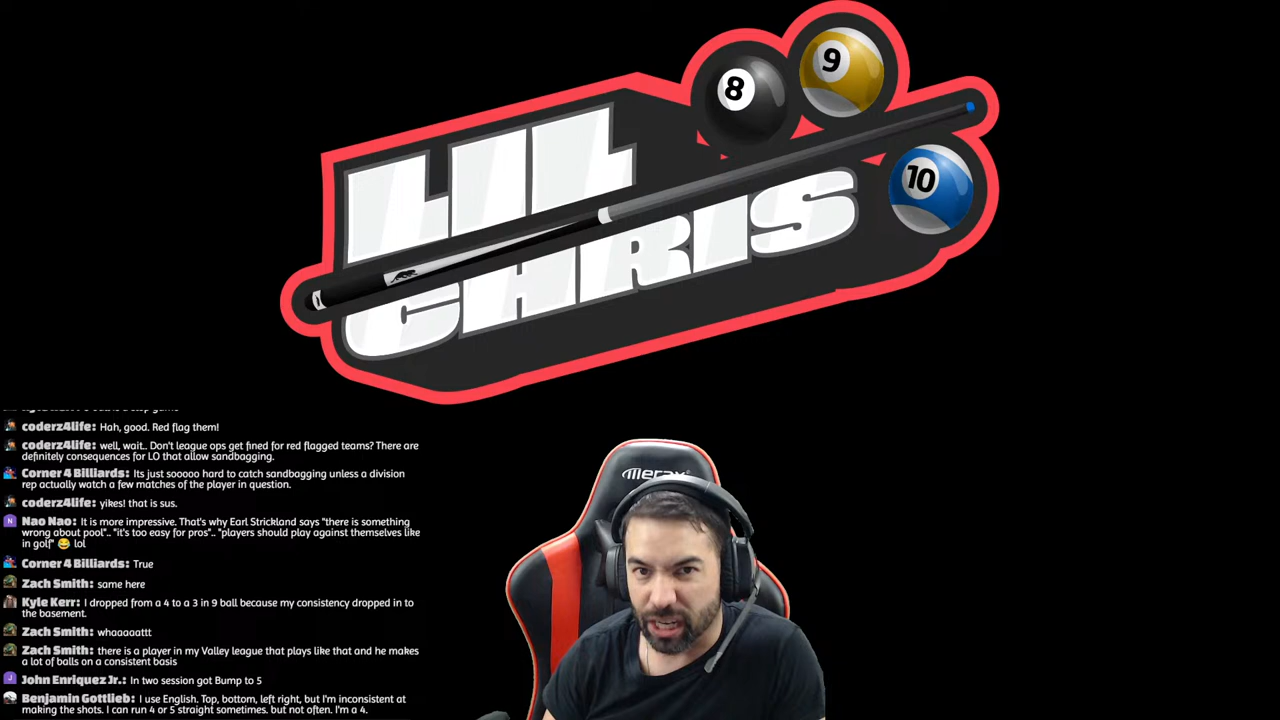 8
9
10
LIL
CHRIS
coderz4life: Hah, good. Red flag them!
coderz4life: well, wait.. Don't league ops get fined for red flagged teams? There are
definitely consequences for LO that allow sandbagging.
Corner 4 Billiards: Its just sooooo hard to catch sandbagging unless a division
rep actually watch a few matches of the player in question.
coderz4life: yikes! that is sus.
N Nao Nao: It is more impressive. That's why Earl Strickland says "there is something
wrong about pool".. "it's too easy for pros".. "players should play against themselves like
in golf" 😂 lol
Corner 4 Billiards: True
Zach Smith: same here
Kyle Kerr: I dropped from a 4 to a 3 in 9 ball because my consistency dropped in to
the basement.
Zach Smith: whaaaaattt
Zach Smith: there is a player in my Valley league that plays like that and he makes
a lot of balls on a consistent basis
J John Enriquez Jr.: In two session got Bump to 5
Benjamin Gottlieb: I use English. Top, bottom, left right, but I'm inconsistent at
making the shots. I can run 4 or 5 straight sometimes. but not often. I'm a 4.
merax